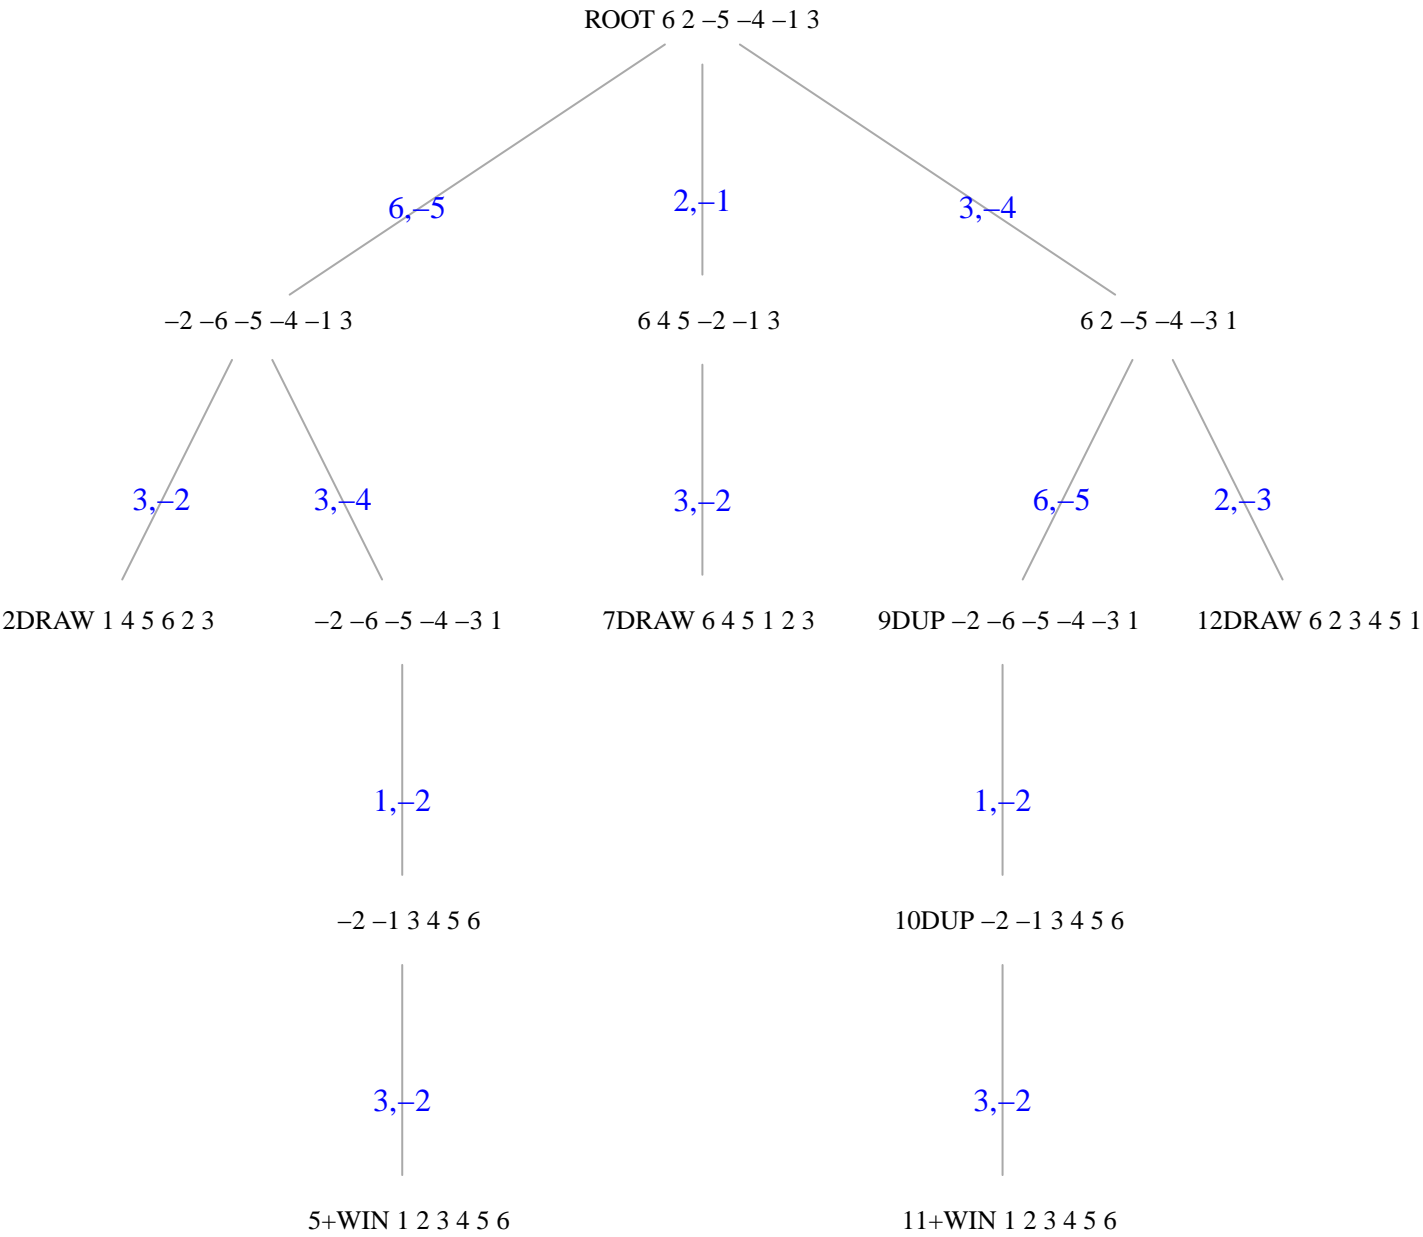 ROOT 6 2 –5 –4 –1 3
6,–5
2,–1
3,–4
–2 –6 –5 –4 –1 3
6 4 5 –2 –1 3
6 2 –5 –4 –3 1
3,–2
3,–4
3,–2
6,–5
2,–3
2DRAW 1 4 5 6 2 3
–2 –6 –5 –4 –3 1
7DRAW 6 4 5 1 2 3
9DUP –2 –6 –5 –4 –3 1
12DRAW 6 2 3 4 5 1
1,–2
1,–2
–2 –1 3 4 5 6
10DUP –2 –1 3 4 5 6
3,–2
3,–2
5+WIN 1 2 3 4 5 6
11+WIN 1 2 3 4 5 6